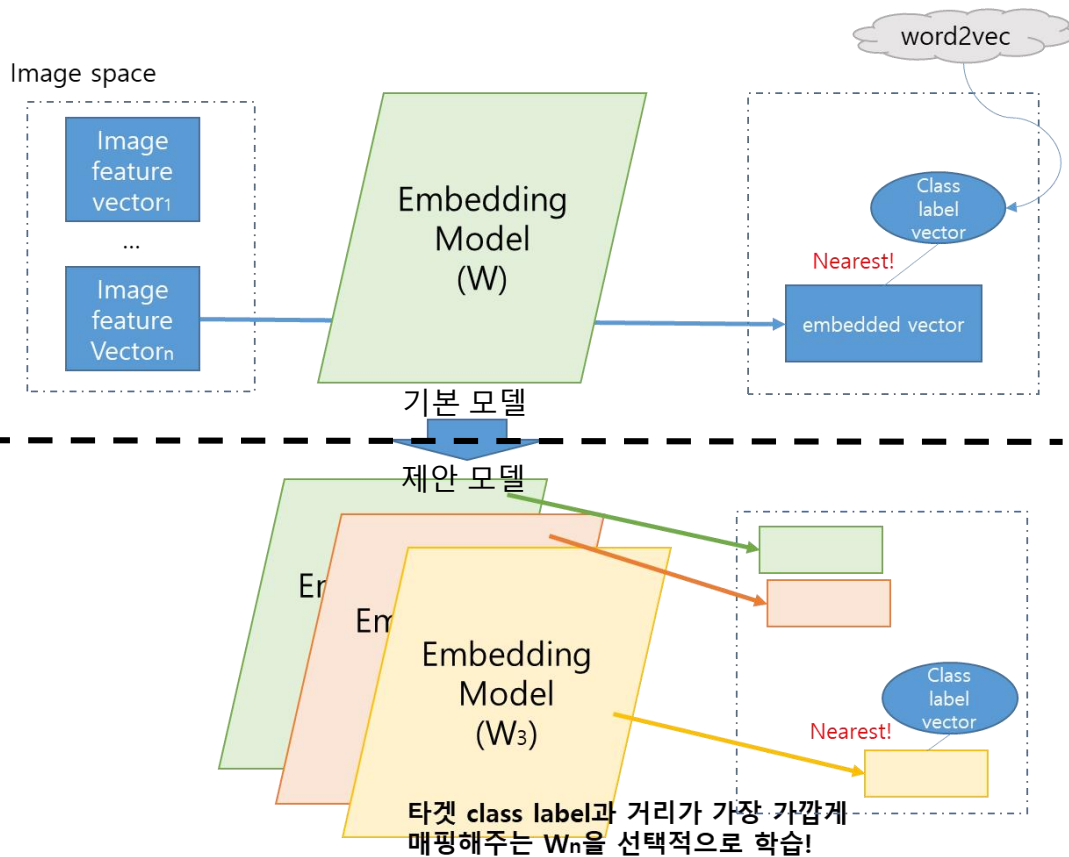 word2vec
Image space
Image
feature
vector1
...
Image
feature
Vectorn
Embedding
Model
(W)
Class
label
vector
Nearest!
embedded vector
기본 모델
제안 모델
Em
Embedding
Model
(W3)
Class
label
vector
Nearest!
타겟 class label과 거리가 가장 가깝게
매핑해주는 Wn을 선택적으로 학습!